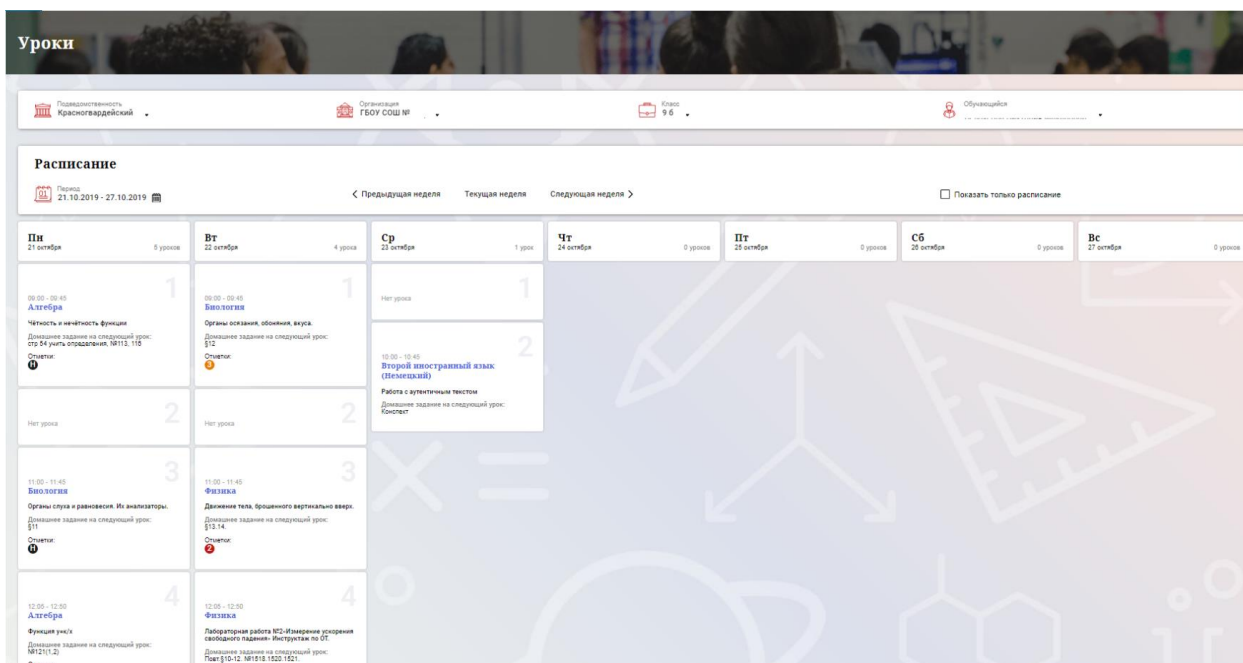 Уроки
Подведомственность
Красногвардейский
Организация
ГБОУ СОШ №
Класс
9 б
Обучающийся
Расписание
01
Период
21.10.2019 - 27.10.2019
Предыдущая неделя
Текущая неделя
Следующая неделя
Показать только расписание
Пн
21 октября
5 уроков
Вт
22 октября
4 урока
Ср
23 октября
1 урок
Чт
24 октября
0 уроков
Пт
25 октября
0 уроков
Сб
26 октября
0 уроков
Вс
27 октября
0 уроков
1
09:00 - 09:45
Алгебра
Чётность и нечётность функции
Домашнее задание на следующий урок:
стр 54 учить определения, №113, 115
Отметки:
Н
2
Нет урока
3
11:00 - 11:45
Биология
Органы слуха и равновесия. Их анализаторы.
Домашнее задание на следующий урок:
§11
Отметки:
Н
4
12:05 - 12:50
Алгебра
Функция y=к/х
Домашнее задание на следующий урок:
№121(1,2)
1
09:00 - 09:45
Биология
Органы осязания, обоняния, вкуса.
Домашнее задание на следующий урок:
§12
Отметки:
3
2
Нет урока
3
11:00 - 11:45
Физика
Движение тела, брошенного вертикально вверх.
Домашнее задание на следующий урок:
§13.14.
Отметки:
2
4
12:05 - 12:50
Физика
Лабораторная работа №2«Измерение ускорения
свободного падения» Инструктаж по ОТ.
Домашнее задание на следующий урок:
Повт.§10-12. №1518.1520.1521.
1
Нет урока
2
10:00 - 10:45
Второй иностранный язык
(Немецкий)
Работа с аутентичным текстом
Домашнее задание на следующий урок:
Конспект